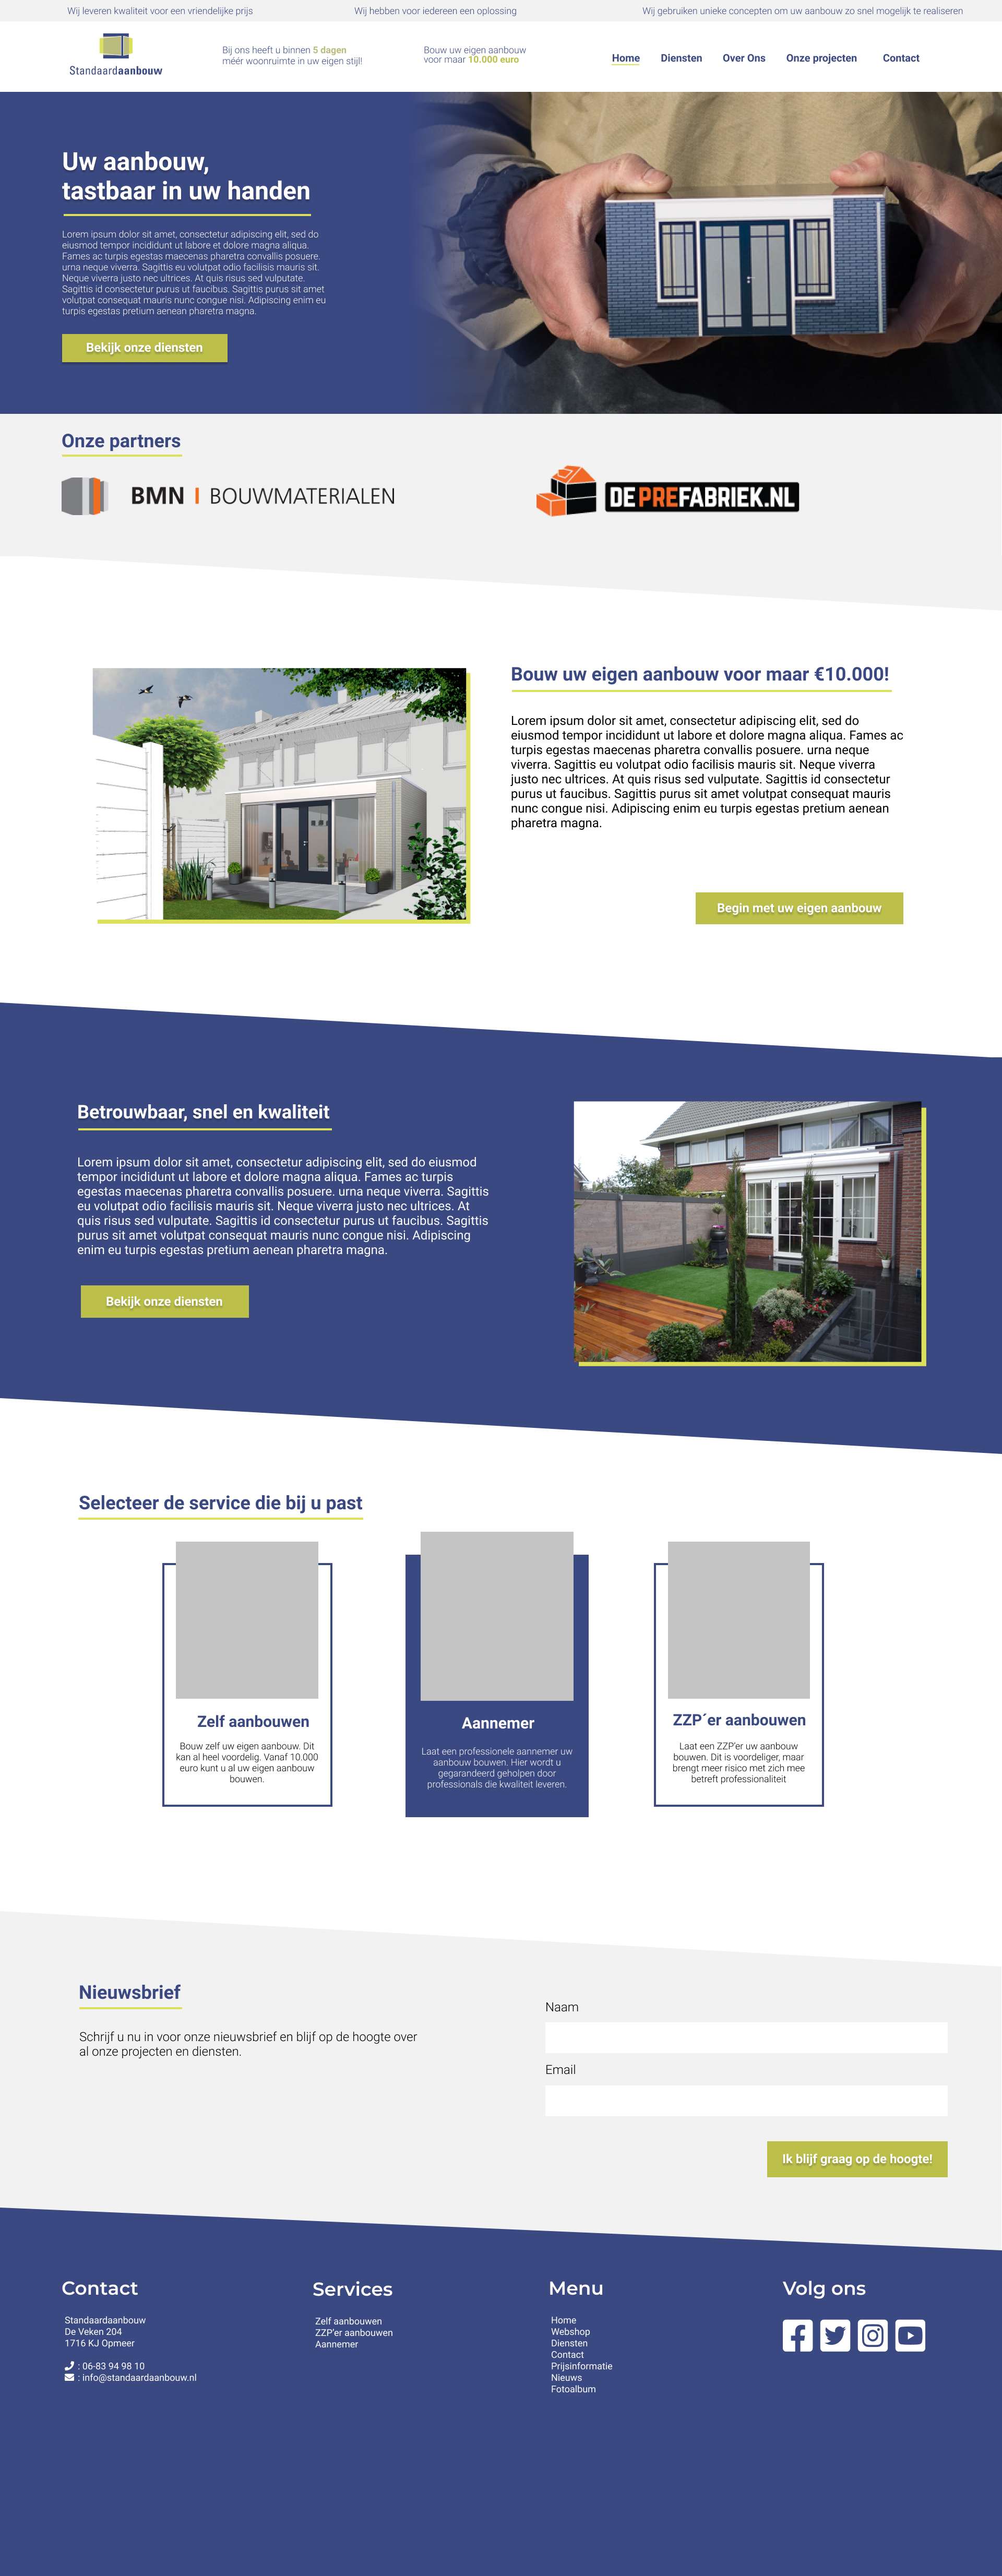 Wij leveren kwaliteit voor een vriendelijke prijs
Wij hebben voor iedereen een oplossing
Wij gebruiken unieke concepten om uw aanbouw zo snel mogelijk te realiseren
Standaardaanbouw
Bij ons heeft u binnen 5 dagen
méér woonruimte in uw eigen stijl!
Bouw uw eigen aanbouw
voor maar 10.000 euro
Home
Diensten
Over Ons
Onze projecten
Contact
Uw aanbouw,
tastbaar in uw handen
Lorem ipsum dolor sit amet, consectetur adipiscing elit, sed do
eiusmod tempor incididunt ut labore et dolore magna aliqua.
Fames ac turpis egestas maecenas pharetra convallis posuere.
urna neque viverra. Sagittis eu volutpat odio facilisis mauris sit.
Neque viverra justo nec ultrices. At quis risus sed vulputate.
Sagittis id consectetur purus ut faucibus. Sagittis purus sit amet
volutpat consequat mauris nunc congue nisi. Adipiscing enim eu
turpis egestas pretium aenean pharetra magna.
Bekijk onze diensten
Onze partners
BMN | BOUWMATERIALEN
DEPREFABRIEK.NL
Bouw uw eigen aanbouw voor maar €10.000!
Lorem ipsum dolor sit amet, consectetur adipiscing elit, sed do
eiusmod tempor incididunt ut labore et dolore magna aliqua. Fames ac
turpis egestas maecenas pharetra convallis posuere. urna neque
viverra. Sagittis eu volutpat odio facilisis mauris sit. Neque viverra
justo nec ultrices. At quis risus sed vulputate. Sagittis id consectetur
purus ut faucibus. Sagittis purus sit amet volutpat consequat mauris
nunc congue nisi. Adipiscing enim eu turpis egestas pretium aenean
pharetra magna.
Begin met uw eigen aanbouw
Betrouwbaar, snel en kwaliteit
Lorem ipsum dolor sit amet, consectetur adipiscing elit, sed do eiusmod
tempor incididunt ut labore et dolore magna aliqua. Fames ac turpis
egestas maecenas pharetra convallis posuere. urna neque viverra. Sagittis
eu volutpat odio facilisis mauris sit. Neque viverra justo nec ultrices. At
quis risus sed vulputate. Sagittis id consectetur purus ut faucibus. Sagittis
purus sit amet volutpat consequat mauris nunc congue nisi. Adipiscing
enim eu turpis egestas pretium aenean pharetra magna.
Bekijk onze diensten
Selecteer de service die bij u past
Zelf aanbouwen
Bouw zelf uw eigen aanbouw. Dit
kan al heel voordelig. Vanaf 10.000
euro kunt u al uw eigen aanbouw
bouwen.
Aannemer
Laat een professionele aannemer uw
aanbouw bouwen. Hier wordt u
gegarandeerd geholpen door
professionals die kwaliteit leveren.
ZZP´er aanbouwen
Laat een ZZP'er uw aanbouw
bouwen. Dit is voordeliger, maar
brengt meer risico met zich mee
betreft professionaliteit
Nieuwsbrief
Schrijf u nu in voor onze nieuwsbrief en blijf op de hoogte over
al onze projecten en diensten.
Naam
Email
Ik blijf graag op de hoogte!
Contact
Standaardaanbouw
De Veken 204
1716 KJ Opmeer
: 06-83 94 98 10
: info@standaardaanbouw.nl
Services
Zelf aanbouwen
ZZP'er aanbouwen
Aannemer
Menu
Home
Webshop
Diensten
Contact
Prijsinformatie
Nieuws
Fotoalbum
Volg ons